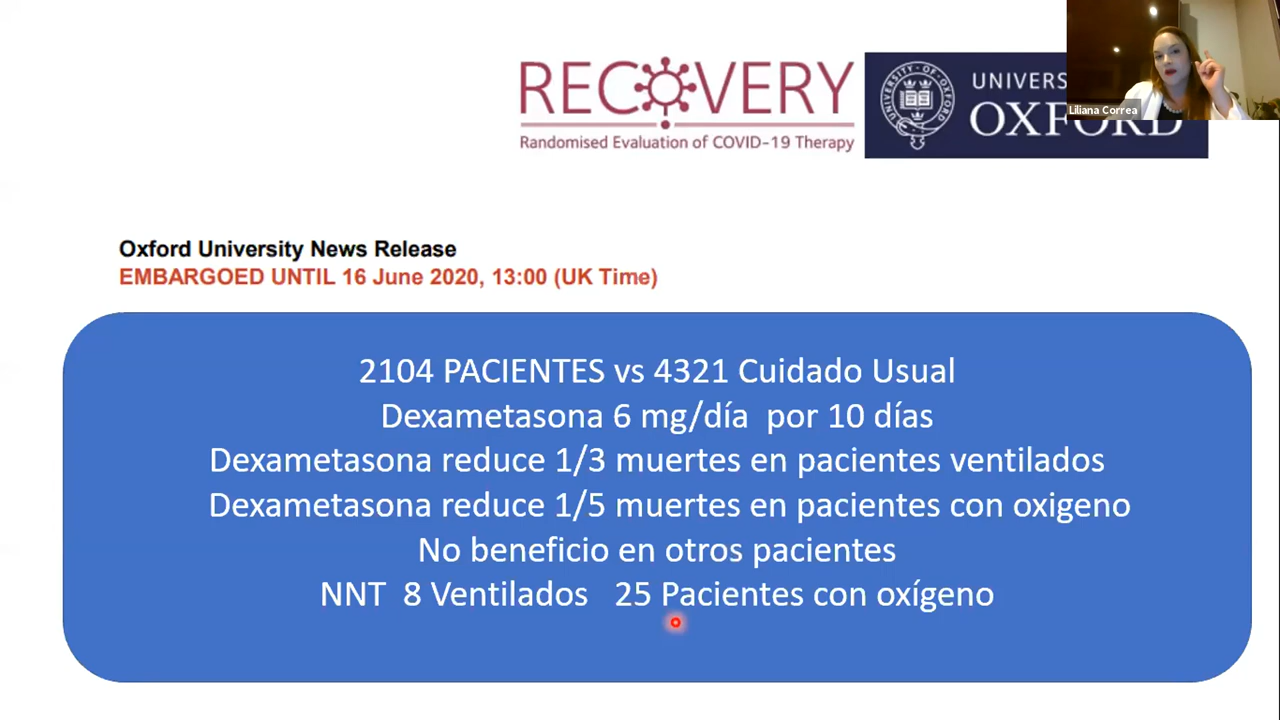 RECOVERY
Randomised Evaluation of COVID-19 Therapy
UNIVERSITY OF OXFORD
OXFORD
Liliana Correa
Oxford University News Release
EMBARGOED UNTIL 16 June 2020, 13:00 (UK Time)
2104 PACIENTES vs 4321 Cuidado Usual
Dexametasona 6 mg/día por 10 días
Dexametasona reduce 1/3 muertes en pacientes ventilados
Dexametasona reduce 1/5 muertes en pacientes con oxigeno
No beneficio en otros pacientes
NNT 8 Ventilados 25 Pacientes con oxígeno